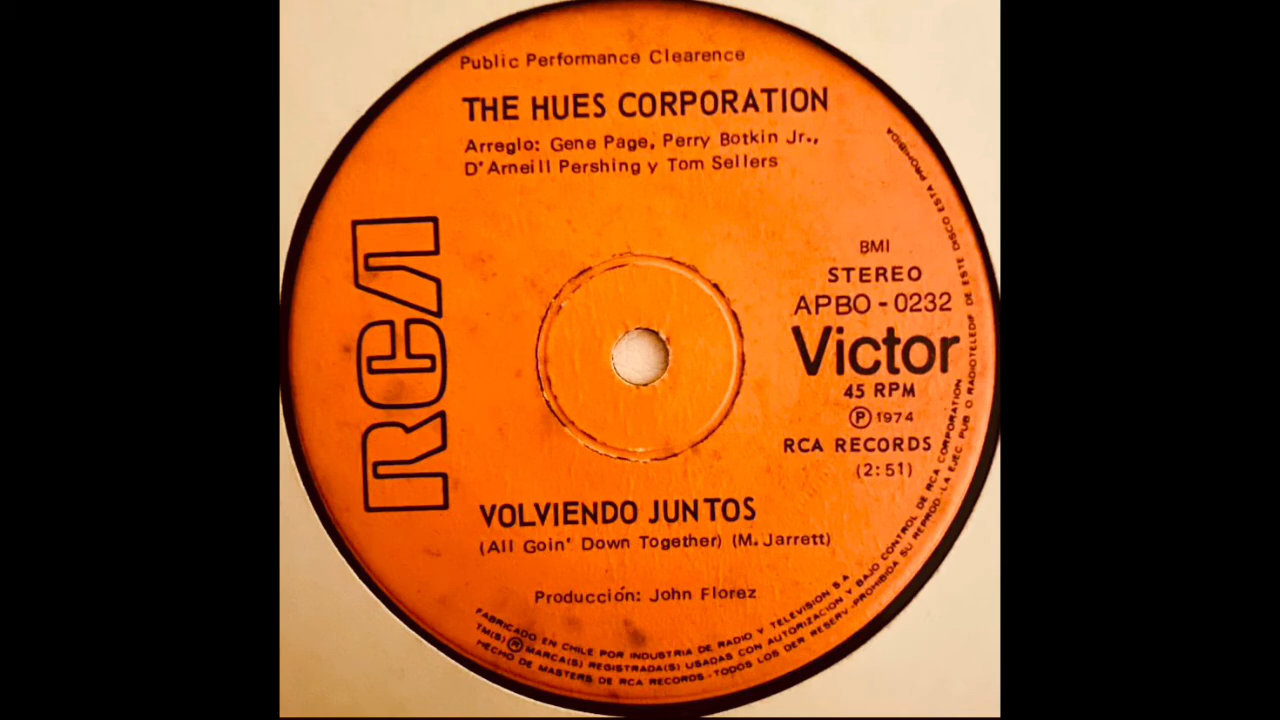 Public Performance Clearence
THE HUES CORPORATION
Arreglo: Gene Page, Perry Botkin Jr.,
D'Arneill Pershing y Tom Sellers
RCA
BMI
STEREO
APBO - 0232
Victor
45 RPM
Ⓟ 1974
RCA RECORDS
(2:51)
VOLVIENDO JUNTOS
(All Goin' Down Together) (M. Jarrett)
Producción: John Florez
FABRICADO EN CHILE POR INDUSTRIA DE RADIO Y TELEVISION S.A
TM(S) ® MARCA(S) REGISTRADA(S) USADAS CON AUTORIZACION Y BAJO CONTROL DE RCA CORPORATION
HECHO DE MASTERS DE RCA RECORDS - TODOS LOS DER RESERV - PROHIBIDA SU REPROD - LA EJEC PUB O RADIOTELEDIF DE ESTE DISCO ESTA PROHIBIDA